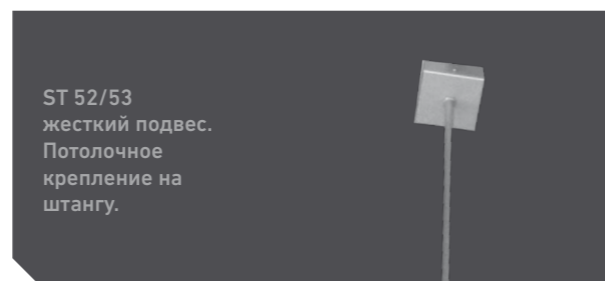 ST 52/53
жесткий подвес.
Потолочное
крепление на
штангу.